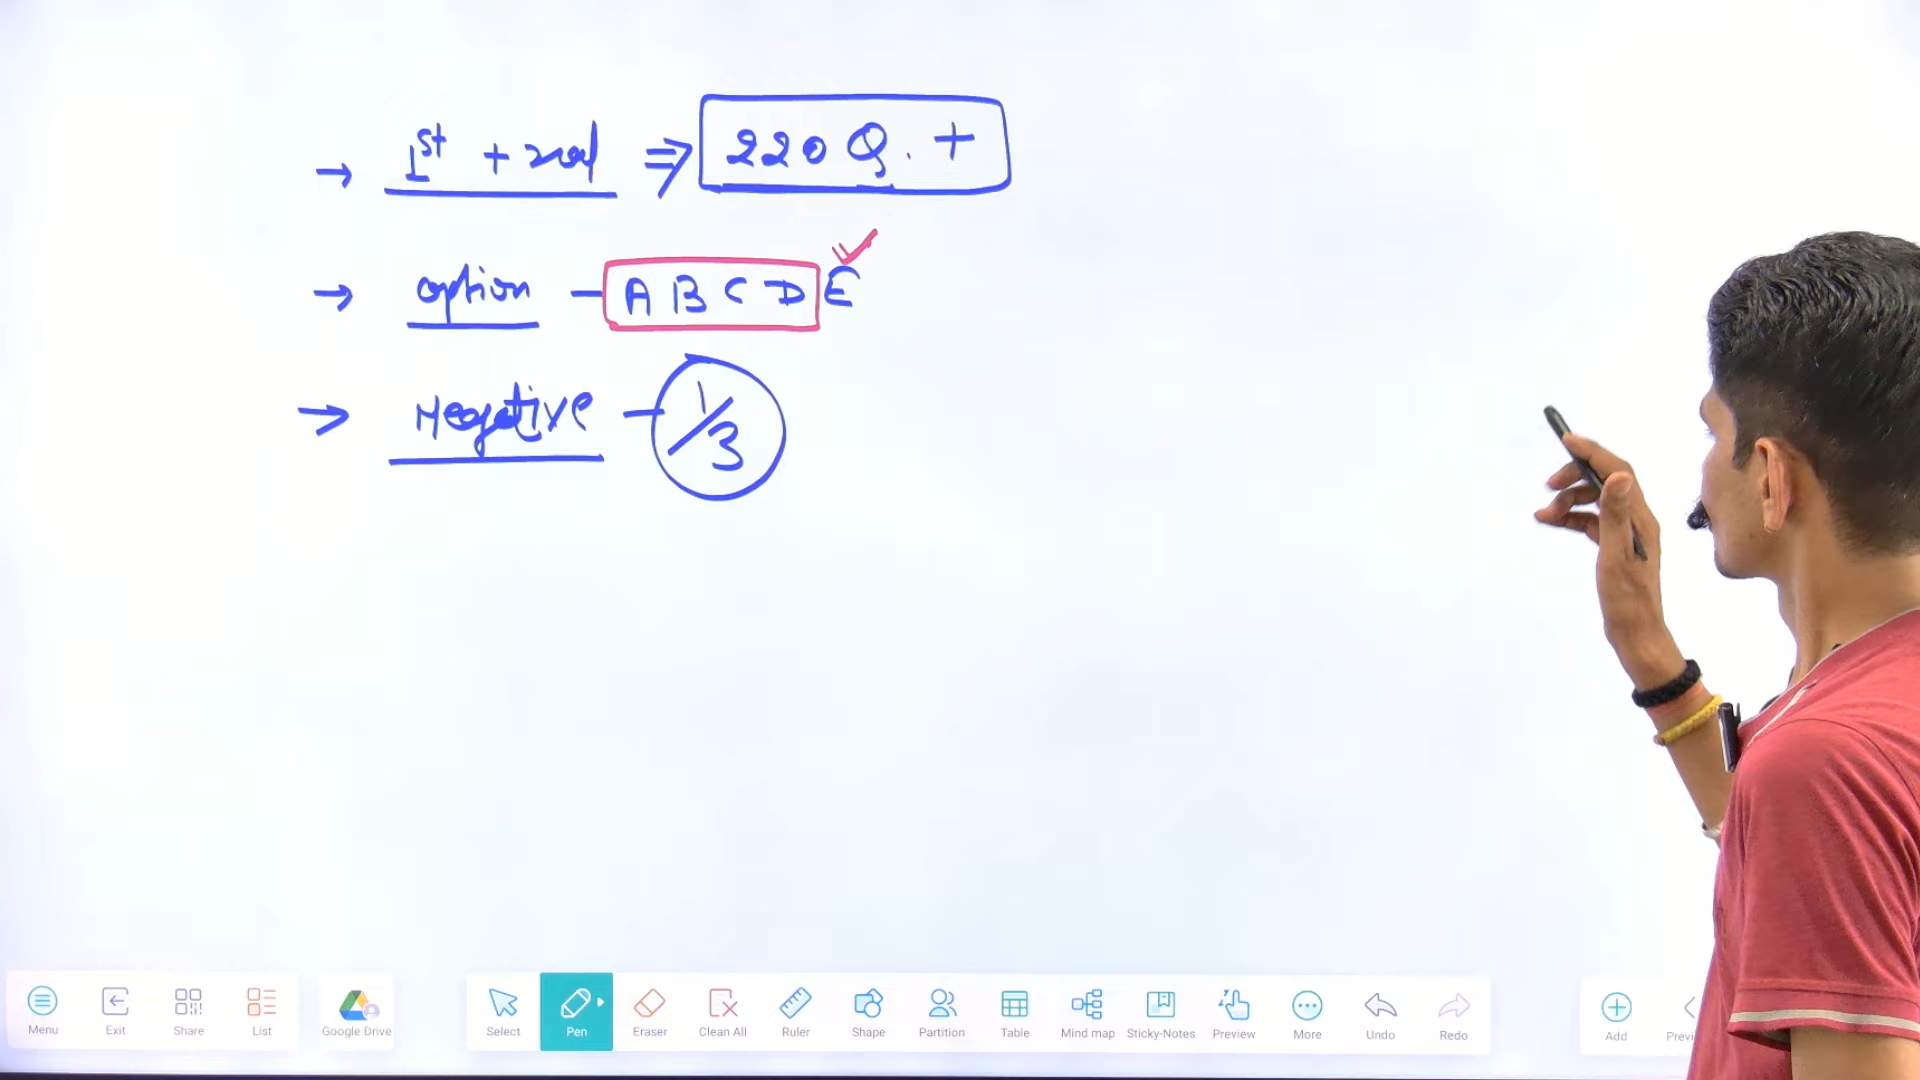 → 1st + 2nd ⇒ 220 Q. +
→ option - A B C D E
→ Negative - 1/3
Menu Exit Share List Google Drive Select Pen Eraser Clean All Ruler Shape Partition Table Mind map Sticky-Notes Preview More Undo Redo Add Previ